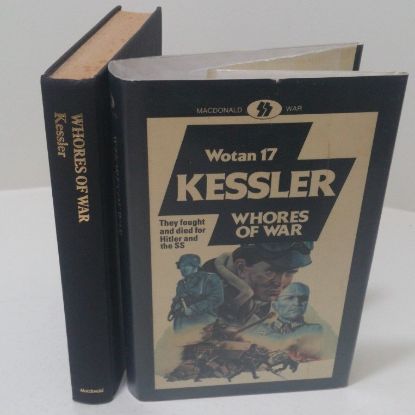 WHORES OF WAR
Kessler
Macdonald
MACDONALD WAR
Wotan 17
KESSLER
WHORES
OF WAR
They fought
and died for
Hitler and
the SS